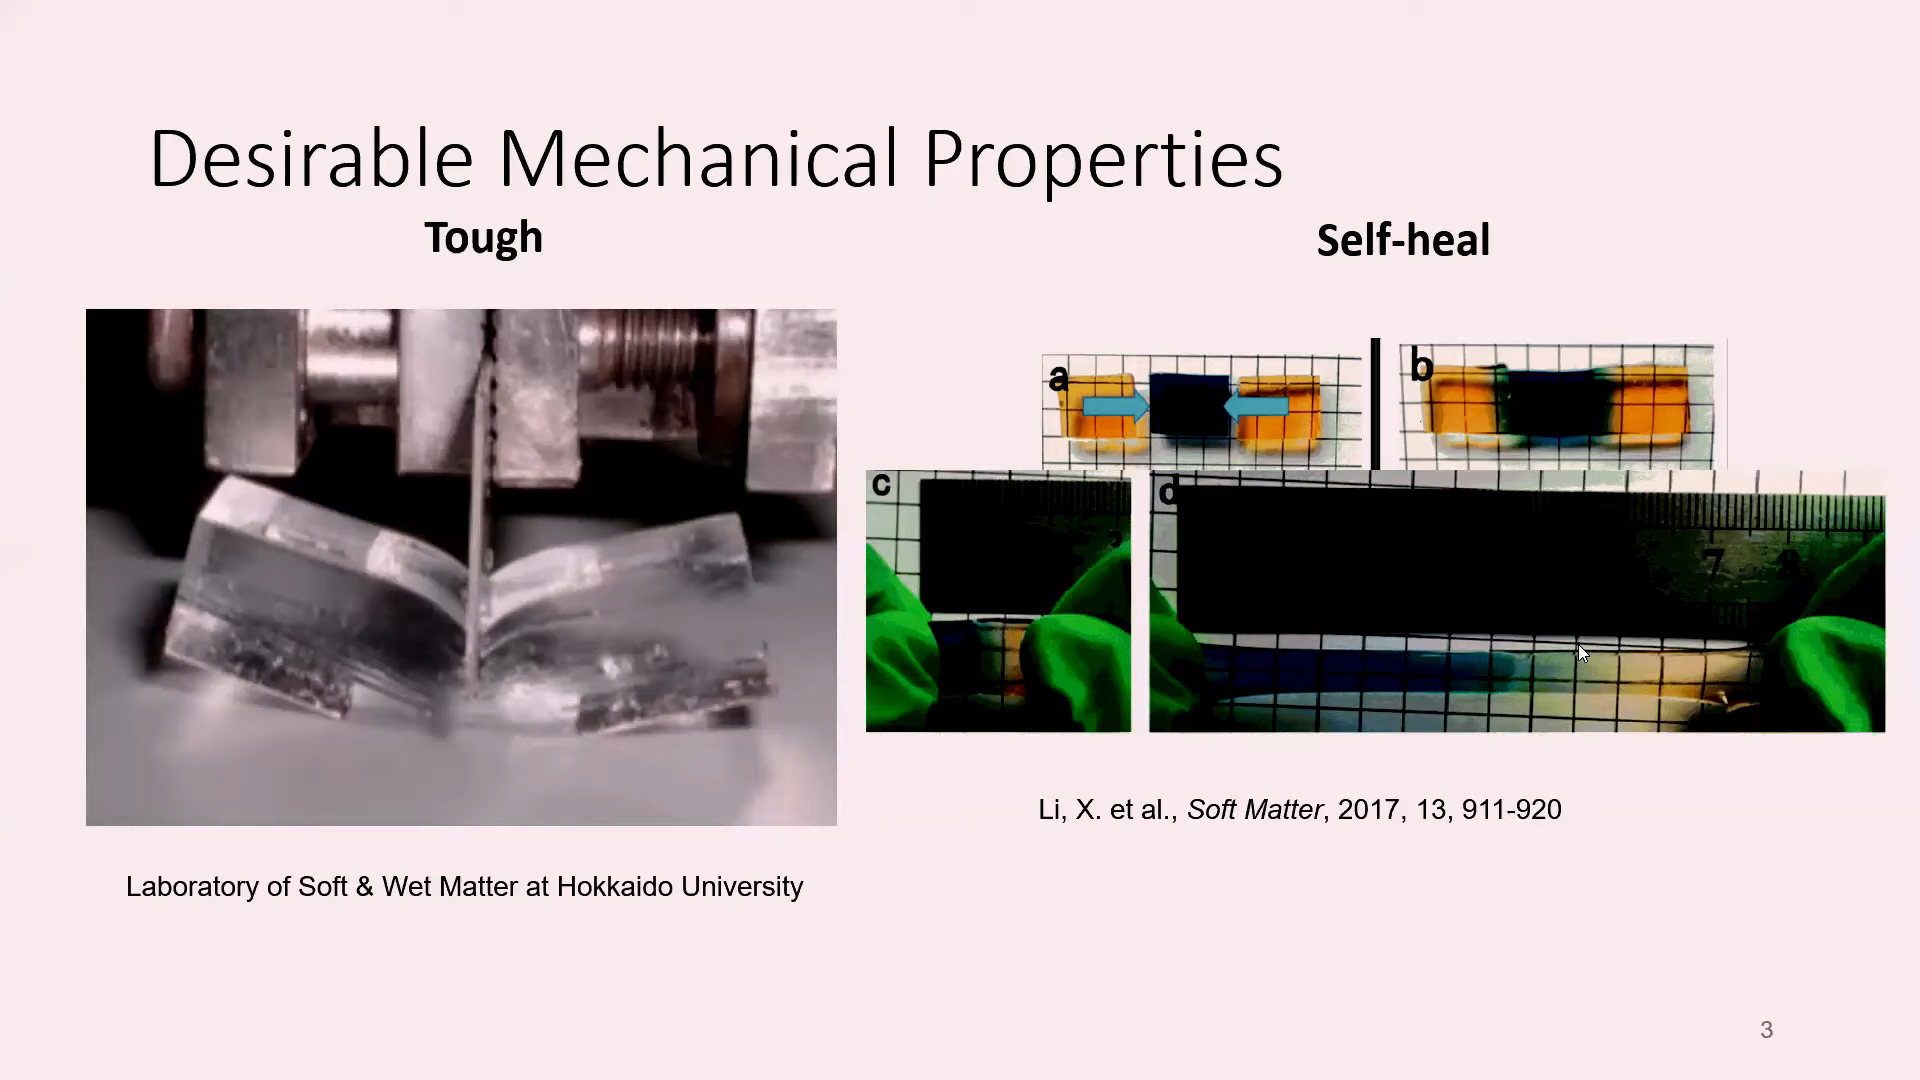 Desirable Mechanical Properties
Tough
Self-heal
a
b
c
d
7
Li, X. et al., Soft Matter, 2017, 13, 911-920
Laboratory of Soft & Wet Matter at Hokkaido University
3